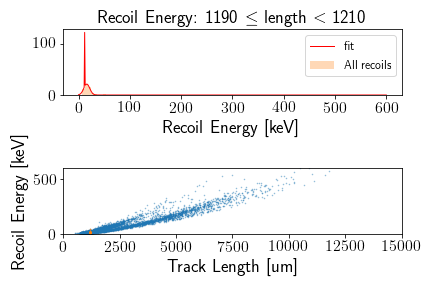 Recoil Energy: 1190 ≤ length < 1210
100
0
fit
All recoils
0 100 200 300 400 500 600
Recoil Energy [keV]
Recoil Energy [keV]
500
0
0 2500 5000 7500 10000 12500 15000
Track Length [um]